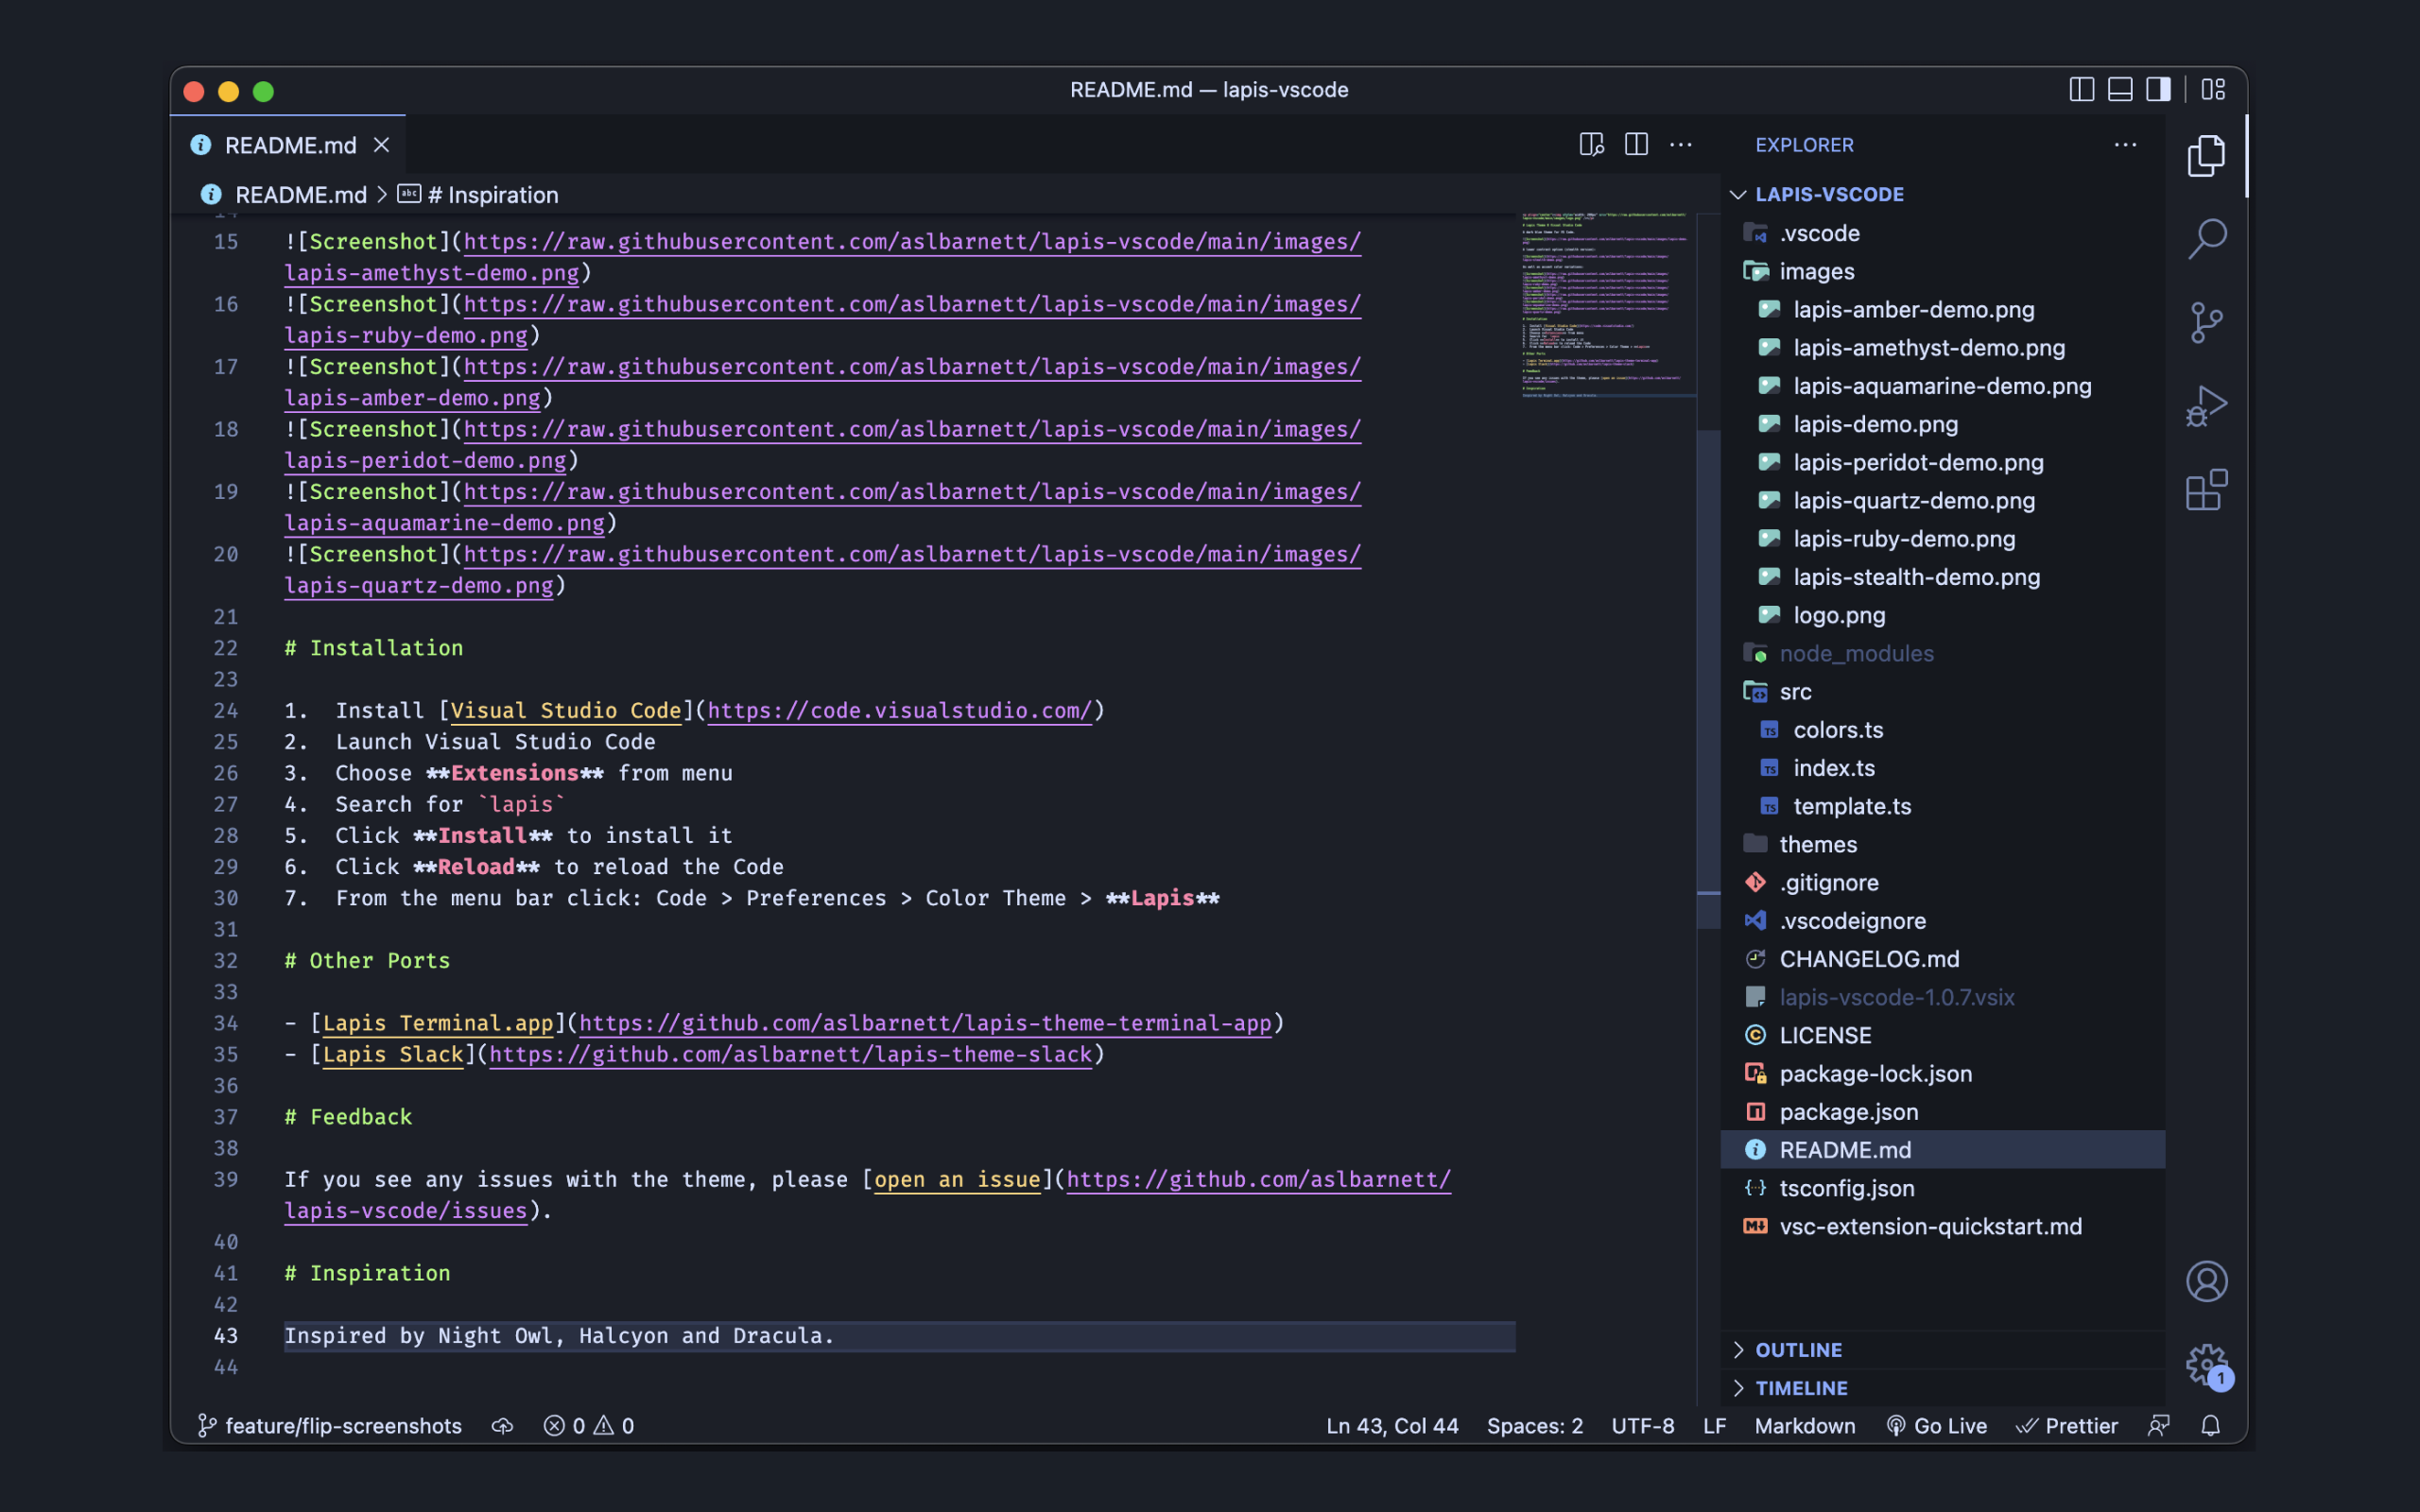 README.md — lapis-vscode
README.md
README.md > # Inspiration
15 ![Screenshot](https://raw.githubusercontent.com/aslbarnett/lapis-vscode/main/images/
lapis-amethyst-demo.png)
16 ![Screenshot](https://raw.githubusercontent.com/aslbarnett/lapis-vscode/main/images/
lapis-ruby-demo.png)
17 ![Screenshot](https://raw.githubusercontent.com/aslbarnett/lapis-vscode/main/images/
lapis-amber-demo.png)
18 ![Screenshot](https://raw.githubusercontent.com/aslbarnett/lapis-vscode/main/images/
lapis-peridot-demo.png)
19 ![Screenshot](https://raw.githubusercontent.com/aslbarnett/lapis-vscode/main/images/
lapis-aquamarine-demo.png)
20 ![Screenshot](https://raw.githubusercontent.com/aslbarnett/lapis-vscode/main/images/
lapis-quartz-demo.png)
21
22 # Installation
23
24 1.  Install [Visual Studio Code](https://code.visualstudio.com/)
25 2.  Launch Visual Studio Code
26 3.  Choose **Extensions** from menu
27 4.  Search for `lapis`
28 5.  Click **Install** to install it
29 6.  Click **Reload** to reload the Code
30 7.  From the menu bar click: Code > Preferences > Color Theme > **Lapis**
31
32 # Other Ports
33
34 - [Lapis Terminal.app](https://github.com/aslbarnett/lapis-theme-terminal-app)
35 - [Lapis Slack](https://github.com/aslbarnett/lapis-theme-slack)
36
37 # Feedback
38
39 If you see any issues with the theme, please [open an issue](https://github.com/aslbarnett/
lapis-vscode/issues).
40
41 # Inspiration
42
43 Inspired by Night Owl, Halcyon and Dracula.
44
EXPLORER
LAPIS-VSCODE
.vscode
images
lapis-amber-demo.png
lapis-amethyst-demo.png
lapis-aquamarine-demo.png
lapis-demo.png
lapis-peridot-demo.png
lapis-quartz-demo.png
lapis-ruby-demo.png
lapis-stealth-demo.png
logo.png
node_modules
src
colors.ts
index.ts
template.ts
themes
.gitignore
.vscodeignore
CHANGELOG.md
lapis-vscode-1.0.7.vsix
LICENSE
package-lock.json
package.json
README.md
tsconfig.json
vsc-extension-quickstart.md
OUTLINE
TIMELINE
1
feature/flip-screenshots 0 0 Ln 43, Col 44 Spaces: 2 UTF-8 LF Markdown Go Live Prettier